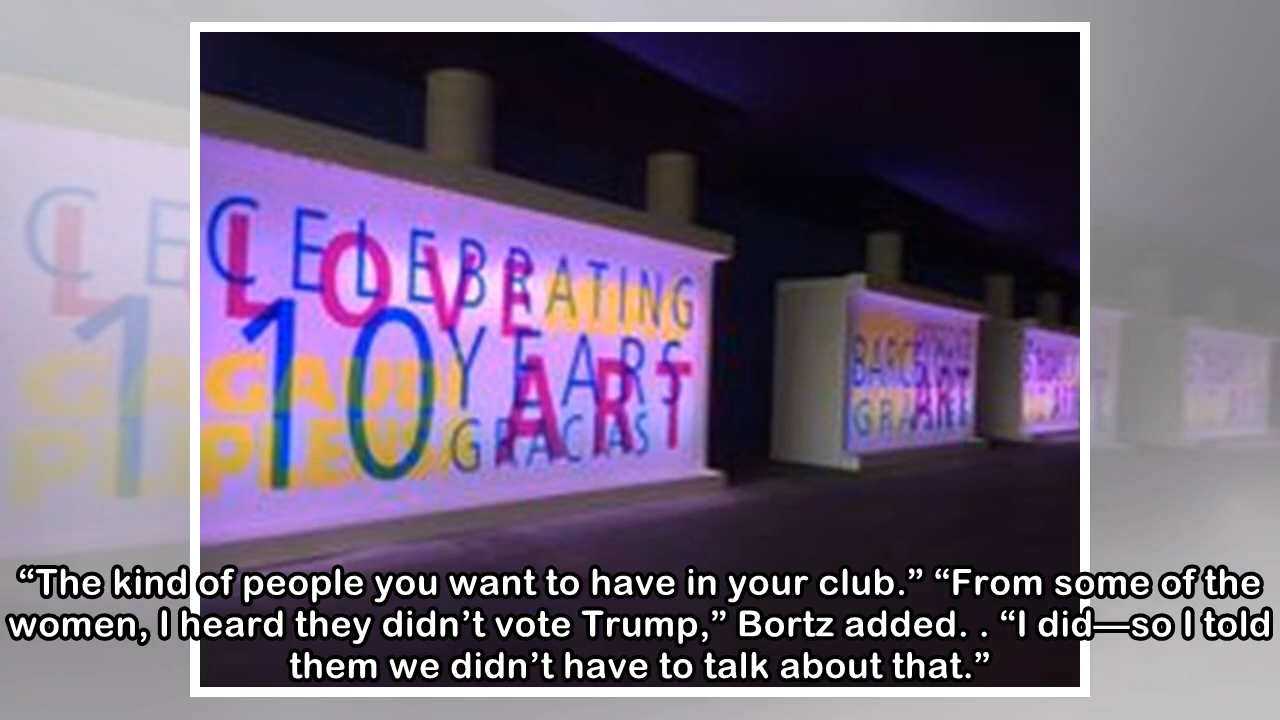 CELEBRATING
LOVE
10 YEARS
ART
GRACIAS
“The kind of people you want to have in your club.” “From some of the
women, I heard they didn’t vote Trump,” Bortz added. . “I did—so I told
them we didn’t have to talk about that.”